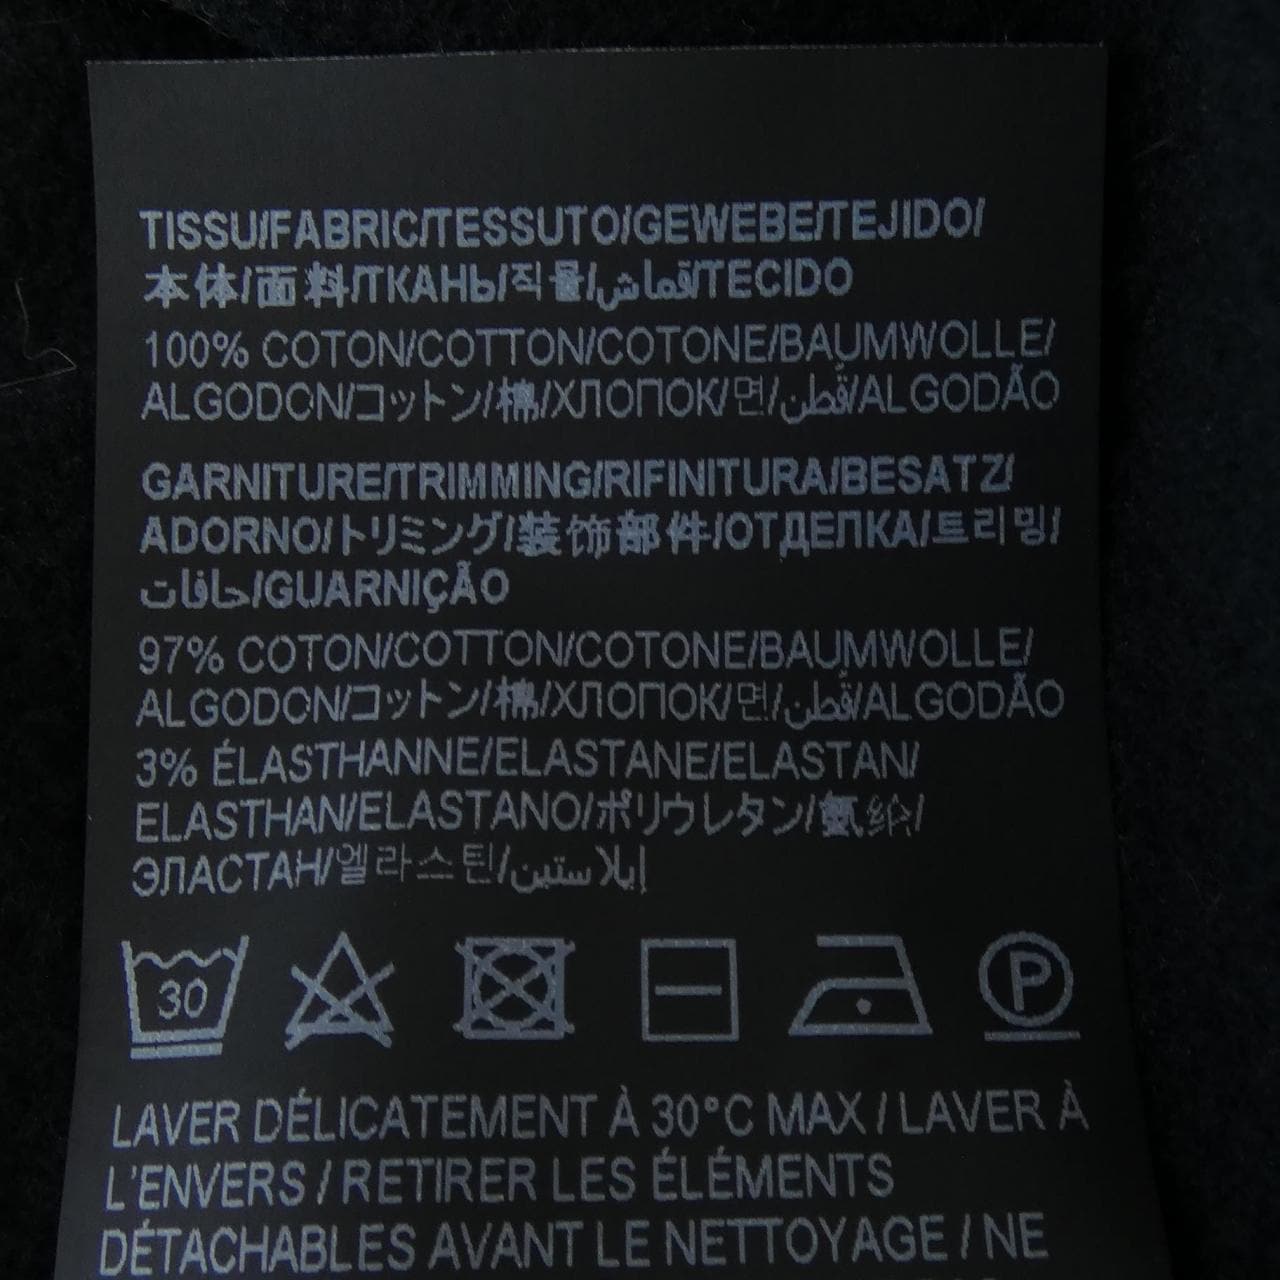 TISSU/FABRIC/TESSUTO/GEWEBE/TEJIDO/
本体/面料/ТКАНЬ/직물/قماش/TECIDO
100% COTON/COTTON/COTONE/BAUMWOLLE/
ALGODON/コットン/棉/ХЛОПОК/면/قُطن/ALGODÃO
GARNITURE/TRIMMING/RIFINITURA/BESATZ/
ADORNO/トリミング/装饰部件/ОТДЕЛКА/트리밍/
حافات/GUARNIÇÃO
97% COTON/COTTON/COTONE/BAUMWOLLE/
ALGODON/コットン/棉/ХЛОПОК/면/قُطن/ALGODÃO
3% ÉLASTHANNE/ELASTANE/ELASTAN/
ELASTHAN/ELASTANO/ポリウレタン/氨纶/
ЭЛАСТАН/엘라스틴/إيلاستين
30 P
LAVER DÉLICATEMENT À 30°C MAX / LAVER À
L'ENVERS / RETIRER LES ÉLÉMENTS
DÉTACHABLES AVANT LE NETTOYAGE / NE